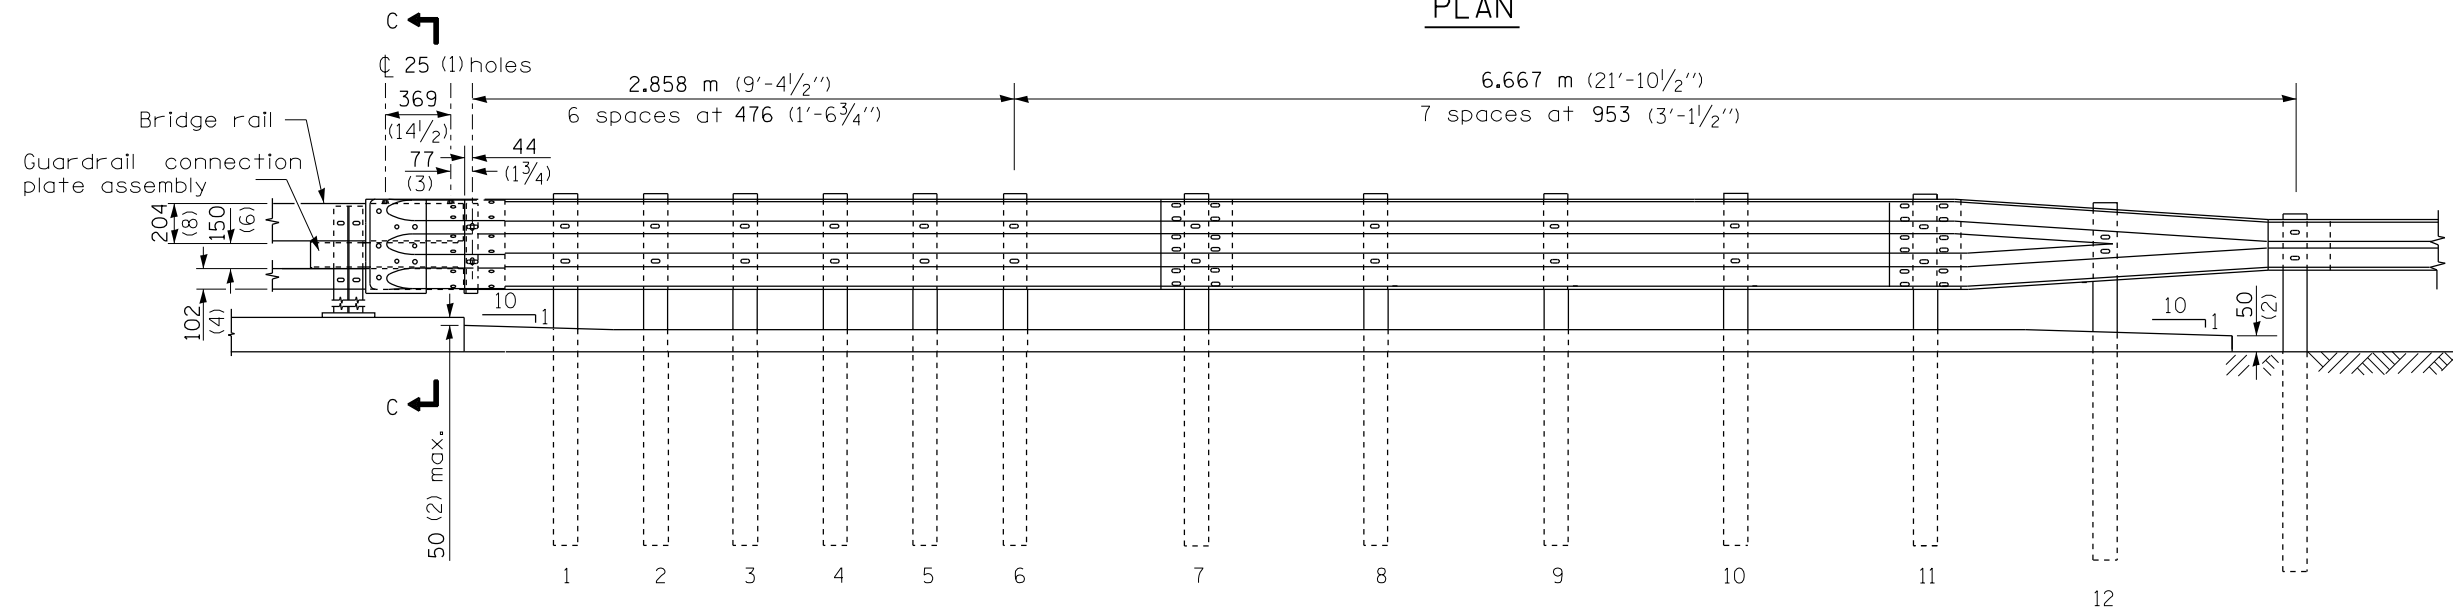 PLAN
C
℄ 25 (1) holes
2.858 m (9'-4½'')
6.667 m (21'-10½'')
369
(14½)
6 spaces at 476 (1'-6¾'')
7 spaces at 953 (3'-1½'')
Bridge rail
Guardrail connection
plate assembly
77
(3)
44
(1¾)
204
(8)
150
(6)
102
(4)
10
1
10
1
50
(2)
C
50 (2) max.
1
2
3
4
5
6
7
8
9
10
11
12